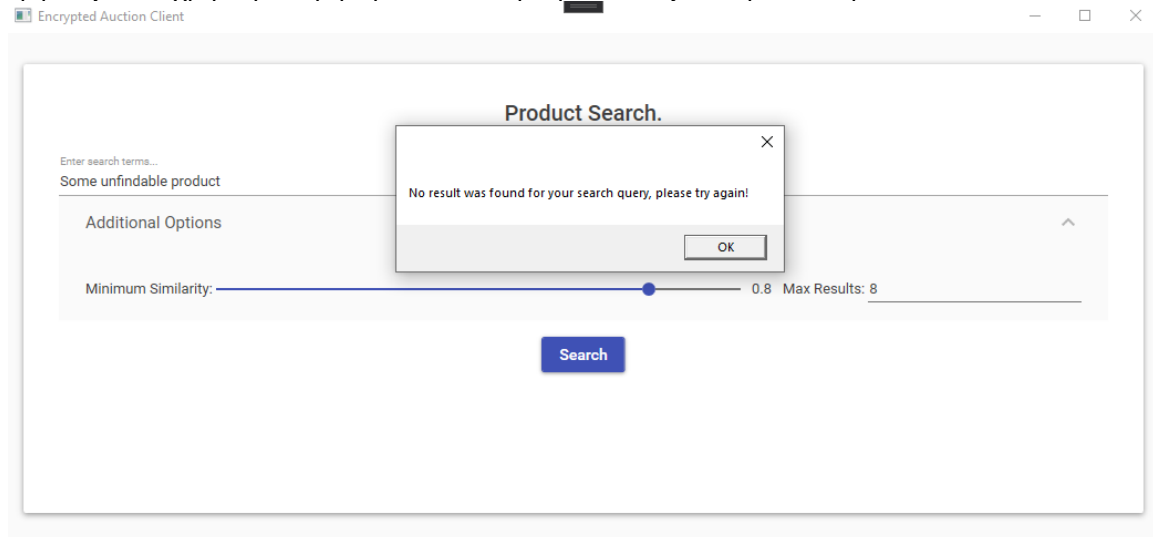 Encrypted Auction Client
Product Search.
Enter search terms...
Some unfindable product
No result was found for your search query, please try again!
OK
Additional Options
Minimum Similarity: 0.8 Max Results: 8
Search